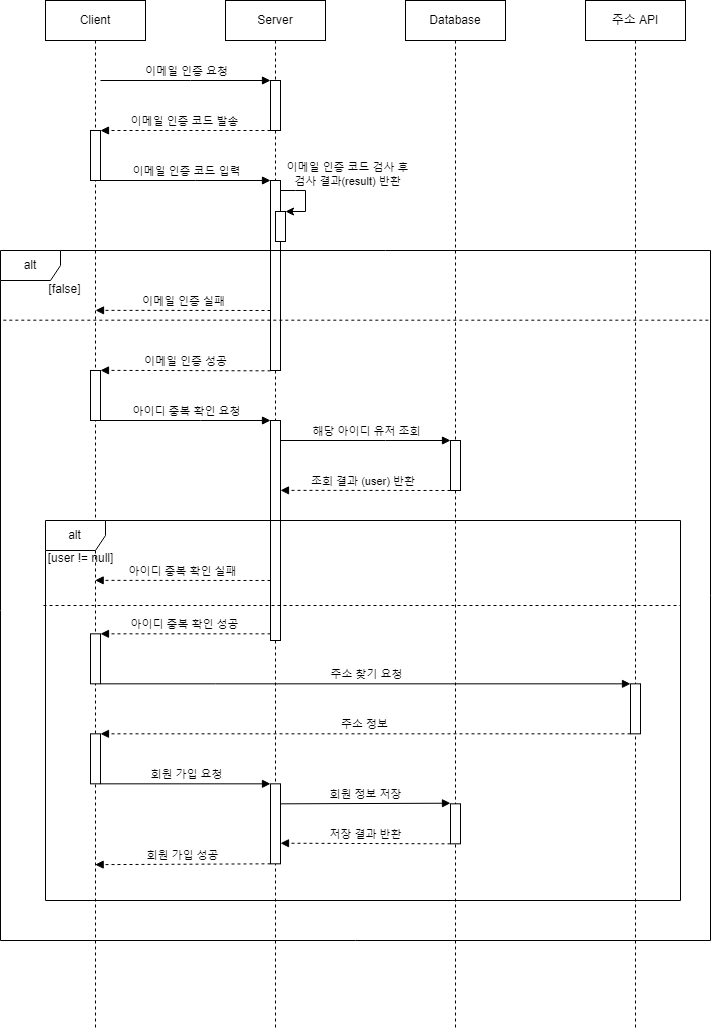 Client
Server
Database
주소 API
이메일 인증 요청
이메일 인증 코드 발송
이메일 인증 코드 입력
이메일 인증 코드 검사 후
검사 결과(result) 반환
alt
[false]
이메일 인증 실패
이메일 인증 성공
아이디 중복 확인 요청
해당 아이디 유저 조회
조회 결과 (user) 반환
alt
[user != null]
아이디 중복 확인 실패
아이디 중복 확인 성공
주소 찾기 요청
주소 정보
회원 가입 요청
회원 정보 저장
저장 결과 반환
회원 가입 성공